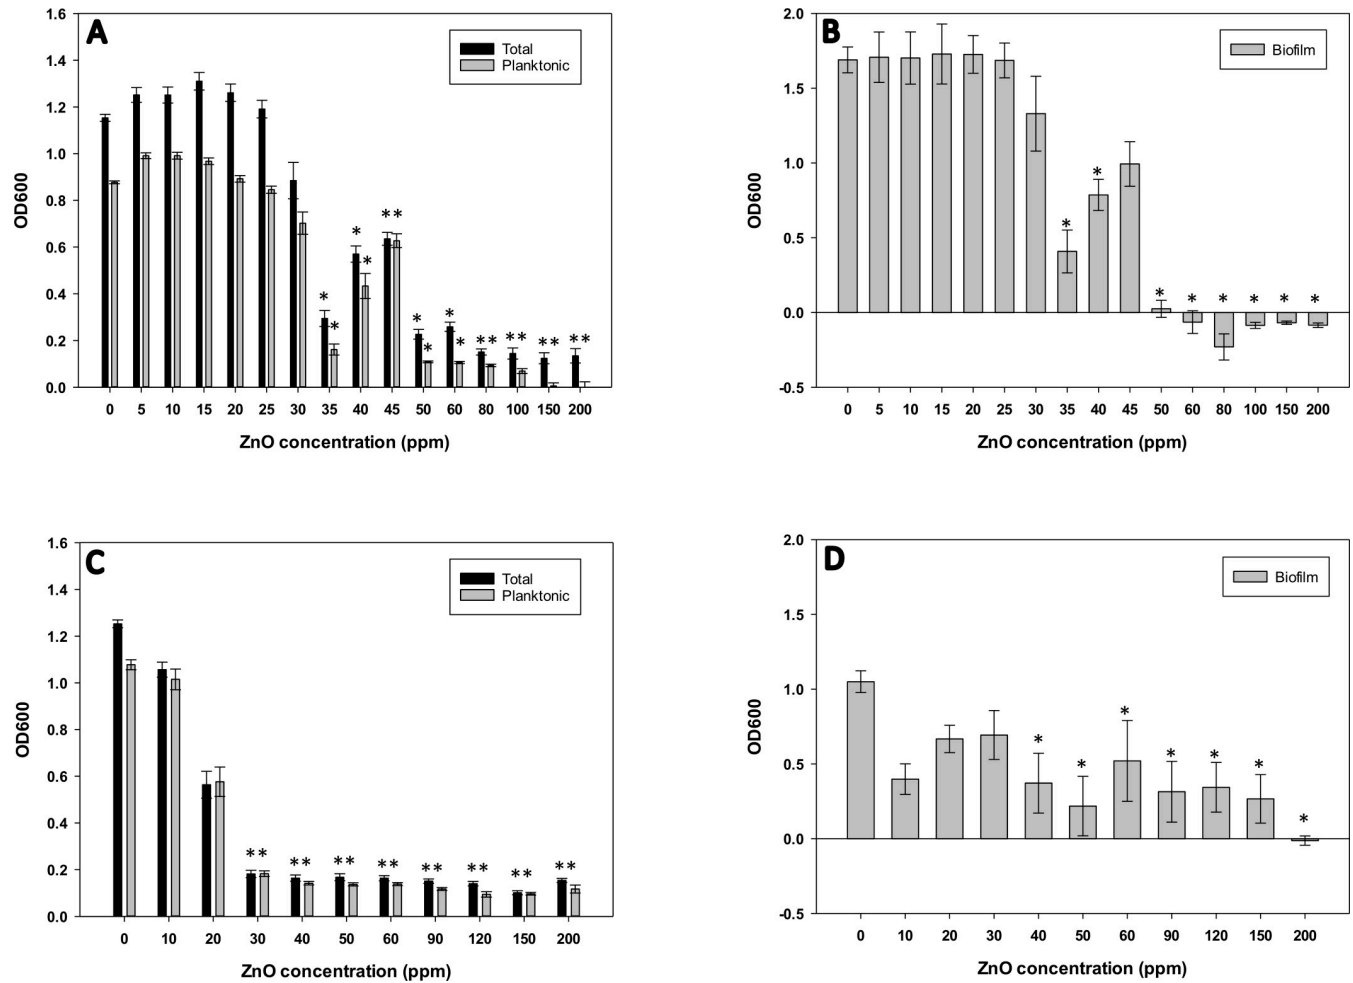 A
Total
Planktonic
OD600
1.6
1.4
1.2
1.0
0.8
0.6
0.4
0.2
0.0
* * * * ** * * * * ** ** ** **
0 5 10 15 20 25 30 35 40 45 50 60 80 100 150 200
ZnO concentration (ppm)
B
Biofilm
OD600
2.0
1.5
1.0
0.5
0.0
-0.5
* * * * * * * *
0 5 10 15 20 25 30 35 40 45 50 60 80 100 150 200
ZnO concentration (ppm)
C
Total
Planktonic
OD600
1.6
1.4
1.2
1.0
0.8
0.6
0.4
0.2
0.0
** ** ** ** ** ** ** **
0 10 20 30 40 50 60 90 120 150 200
ZnO concentration (ppm)
D
Biofilm
OD600
2.0
1.5
1.0
0.5
0.0
-0.5
* * * * * * *
0 10 20 30 40 50 60 90 120 150 200
ZnO concentration (ppm)